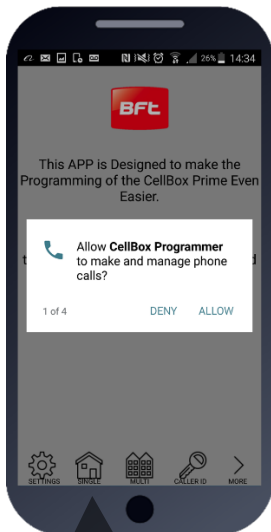 26% 14:34
BFt
This APP is Designed to make the
Programming of the CellBox Prime Even
Easier.
Allow CellBox Programmer
to make and manage phone
calls?
1 of 4 DENY ALLOW
SETTINGS SINGLE MULTI CALLER ID MORE